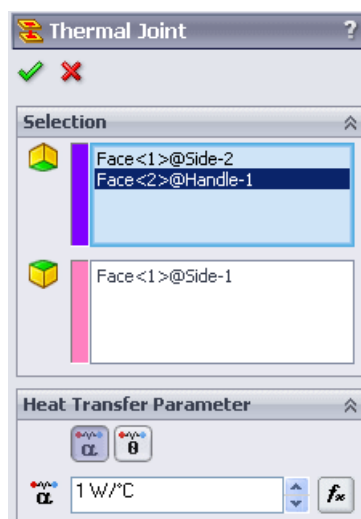 Thermal Joint ?
Selection
Face<1>@Side-2
Face<2>@Handle-1
Face<1>@Side-1
Heat Transfer Parameter
α θ
α 1 W/°C fx